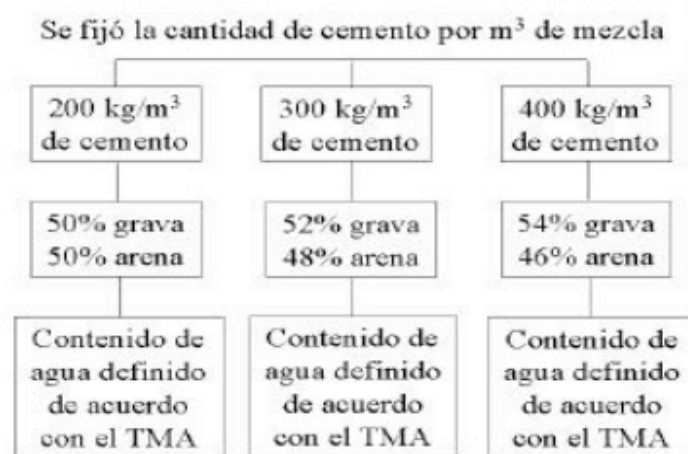 Se fijó la cantidad de cemento por m³ de mezcla
200 kg/m³
de cemento
300 kg/m³
de cemento
400 kg/m³
de cemento
50% grava
50% arena
52% grava
48% arena
54% grava
46% arena
Contenido de
agua definido
de acuerdo
con el TMA
Contenido de
agua definido
de acuerdo
con el TMA
Contenido de
agua definido
de acuerdo
con el TMA